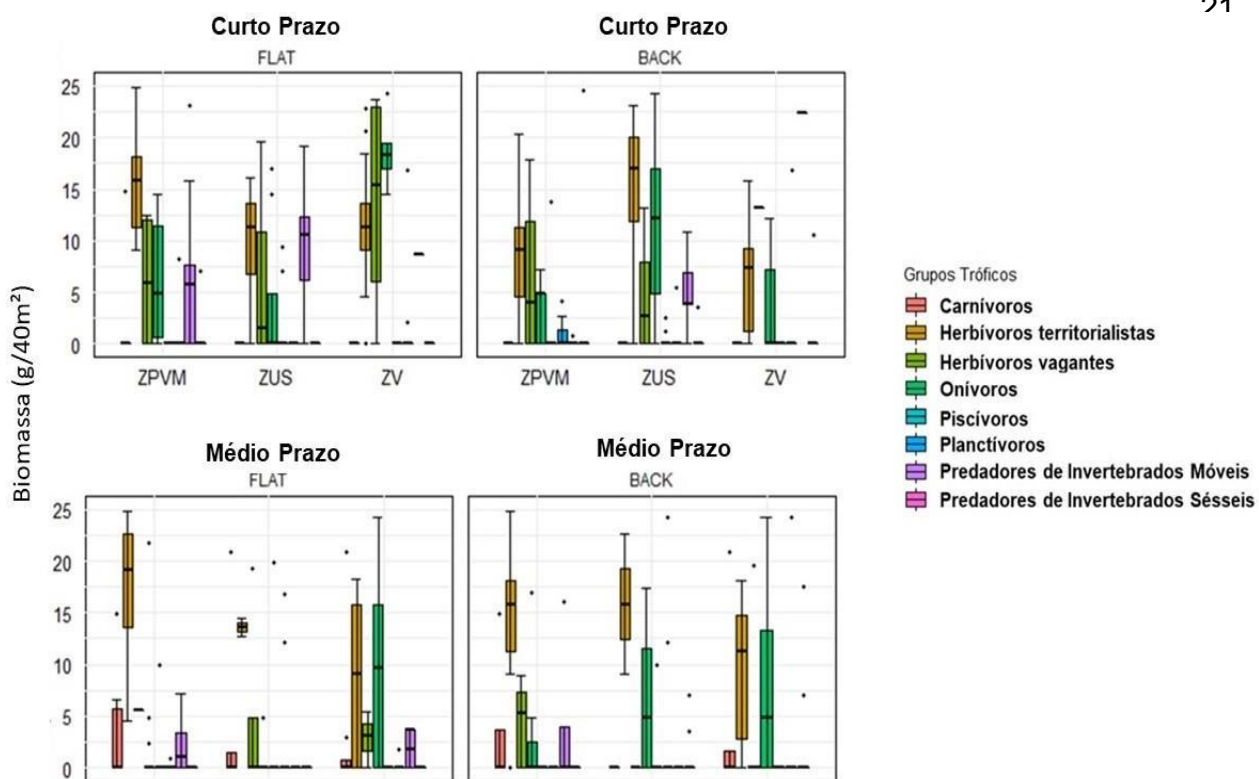 21
Curto Prazo
Curto Prazo
FLAT
BACK
25
20
15
10
5
0
ZPVM
ZUS
ZV
ZPVM
ZUS
ZV
Biomassa (g/40m²)
Médio Prazo
Médio Prazo
FLAT
BACK
25
20
15
10
5
0
Grupos Tróficos
Carnívoros
Herbívoros territorialistas
Herbívoros vagantes
Onívoros
Piscívoros
Planctívoros
Predadores de Invertebrados Móveis
Predadores de Invertebrados Sésseis